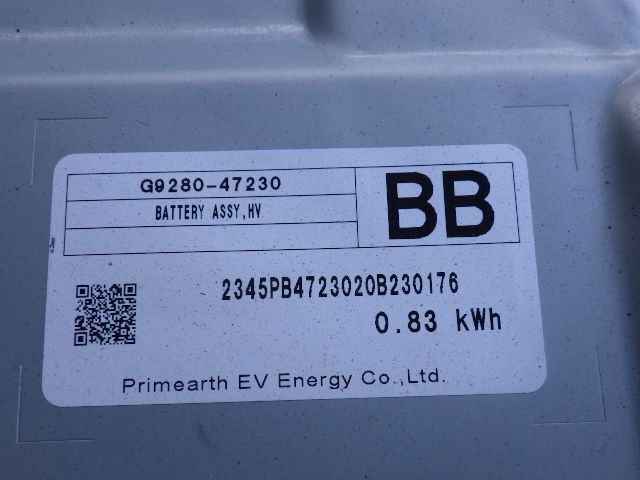 G9280-47230
BB
BATTERY ASSY,HV
2345PB4723020B230176
0.83 kWh
Primearth EV Energy Co.,Ltd.